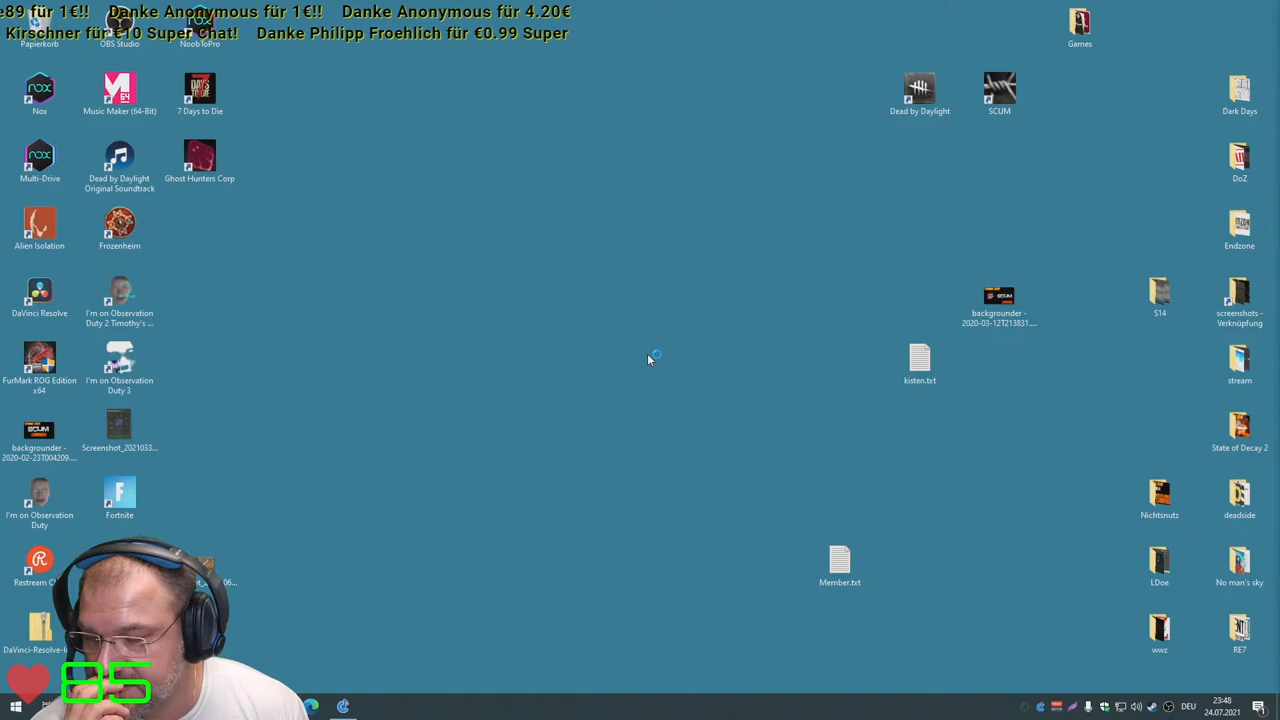 e89 für 1€!! Danke Anonymous für 1€!! Danke Anonymous für 4.20€
Kirschner für €10 Super Chat! Danke Philipp Froehlich für €0.99 Super
Papierkorb
OBS Studio
NoobToPro
Games
Nox
Music Maker (64-Bit)
7 Days to Die
Dead by Daylight
SCUM
Dark Days
Multi-Drive
Dead by Daylight
Original Soundtrack
Ghost Hunters Corp
DoZ
Alien Isolation
Frozenheim
Endzone
DaVinci Resolve
I'm on Observation
Duty 2 Timothy's ...
backgrounder -
2020-03-12T213831....
S14
screenshots -
Verknüpfung
FurMark ROG Edition
x64
I'm on Observation
Duty 3
kisten.txt
stream
backgrounder -
2020-02-23T004209....
Screenshot_2021033...
State of Decay 2
I'm on Observation
Duty
Fortnite
Nichtsnutz
deadside
Restream
Member.txt
LDoe
No man's sky
wwz
RE7
85
DEU
23:48
24.07.2021